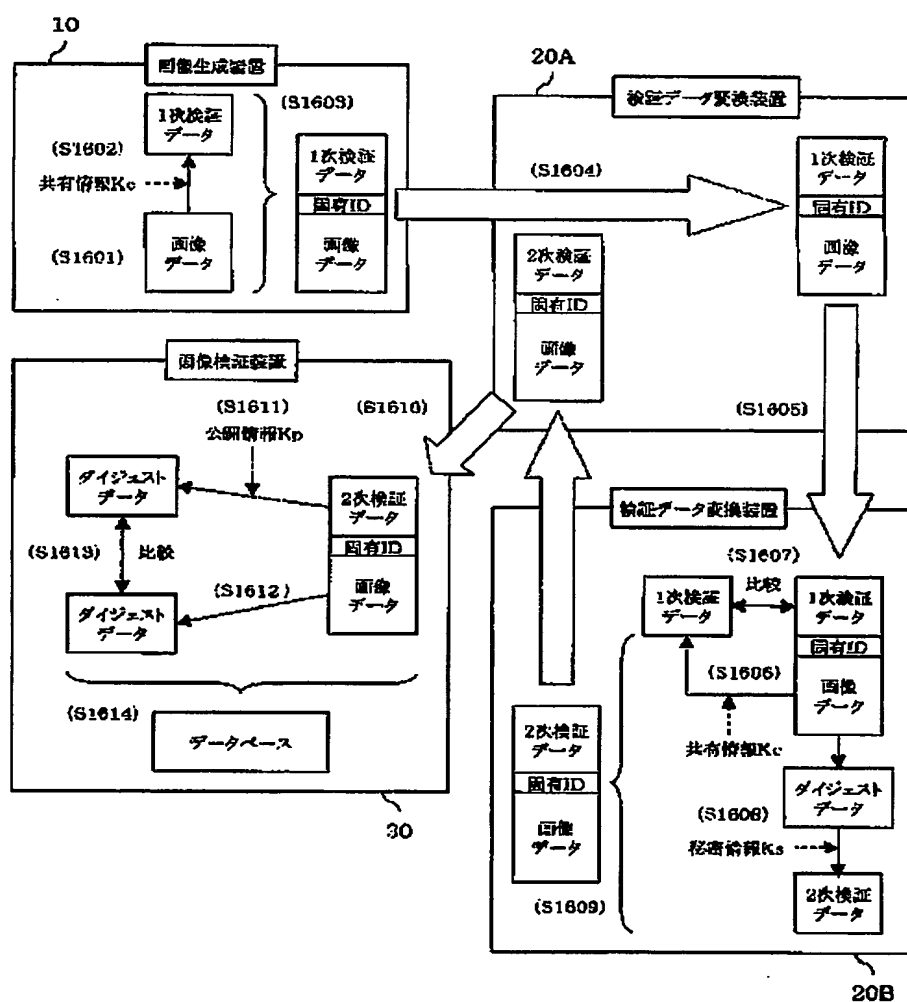 10
画像生成装置
(S1602)
1次検証
データ
(S1603)
共有情報Kc
(S1601)
画像
データ
1次検証
データ
固有ID
画像
データ
20A
検証データ変換装置
(S1604)
1次検証
データ
固有ID
画像
データ
2次検証
データ
固有ID
画像
データ
(S1605)
画像検証装置
(S1611)
公開情報Kp
(S1610)
ダイジェスト
データ
2次検証
データ
固有ID
画像
データ
(S1613)
比較
(S1612)
ダイジェスト
データ
(S1614)
データベース
30
検証データ変換装置
(S1607)
比較
1次検証
データ
1次検証
データ
固有ID
画像
データ
(S1606)
共有情報Kc
2次検証
データ
固有ID
画像
データ
ダイジェスト
データ
(S1608)
秘密情報Ks
2次検証
データ
(S1609)
20B